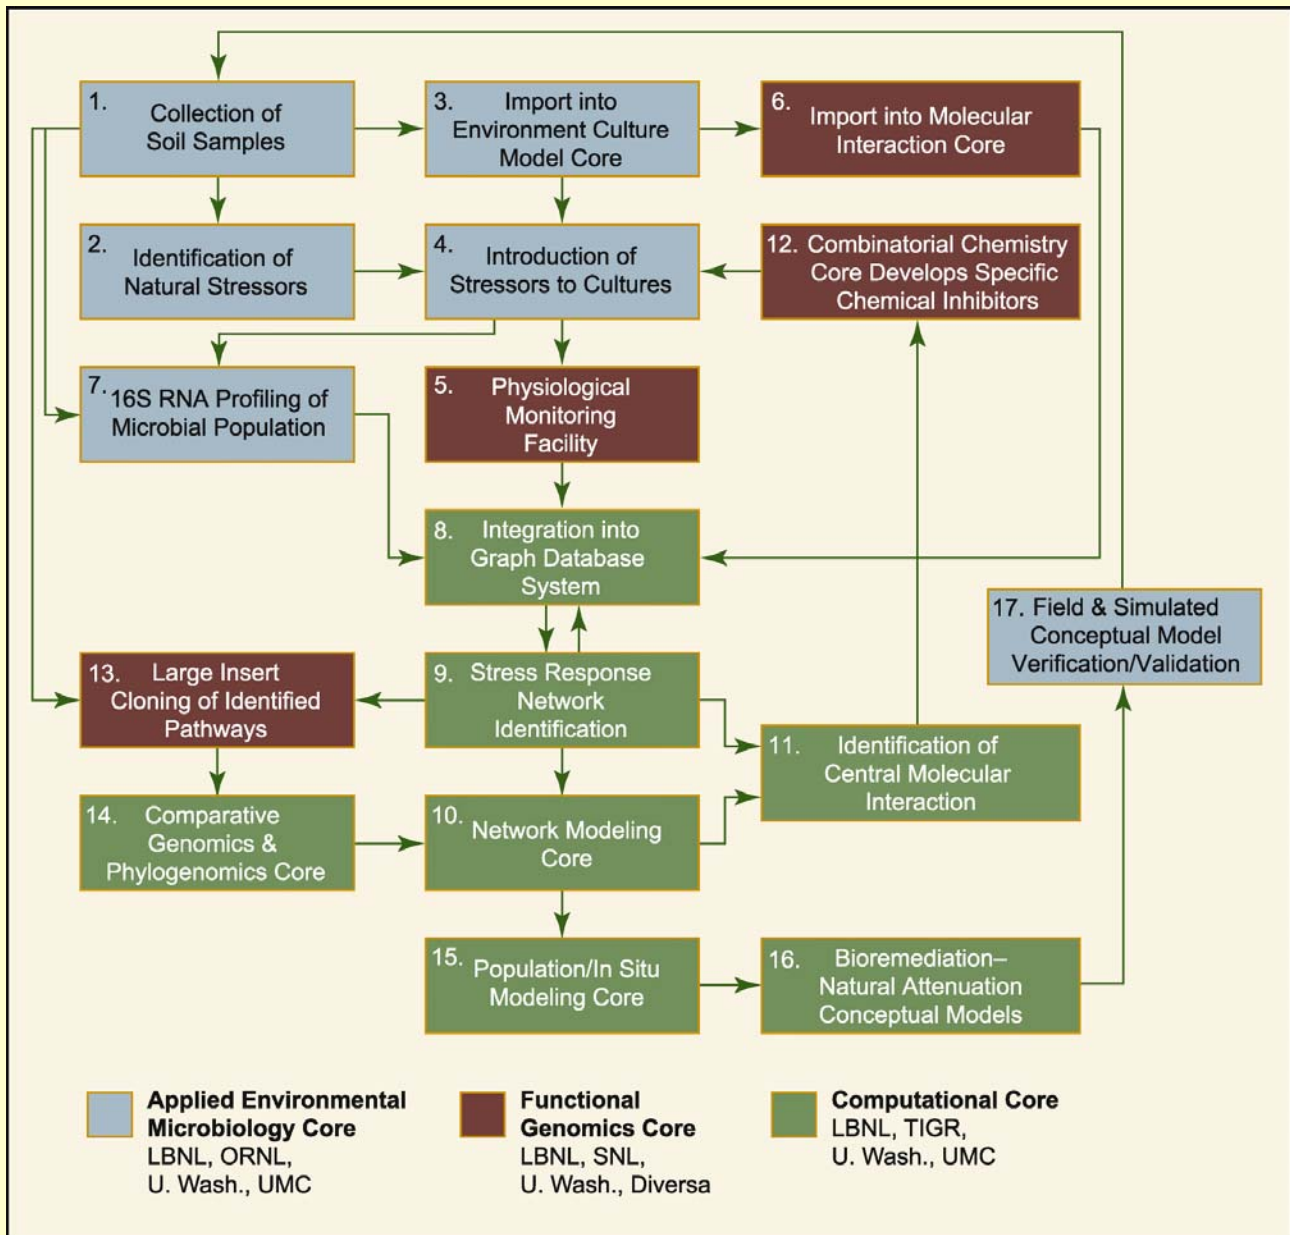 1.
Collection of
Soil Samples
3. Import into
Environment Culture
Model Core
6.
Import into Molecular
Interaction Core
2.
Identification of
Natural Stressors
4.
Introduction of
Stressors to Cultures
12. Combinatorial Chemistry
Core Develops Specific
Chemical Inhibitors
7.
16S RNA Profiling of
Microbial Population
5. Physiological
Monitoring
Facility
8. Integration into
Graph Database
System
17. Field & Simulated
Conceptual Model
Verification/Validation
13. Large Insert
Cloning of Identified
Pathways
9. Stress Response
Network
Identification
11. Identification of
Central Molecular
Interaction
14. Comparative
Genomics &
Phylogenomics Core
10.
Network Modeling
Core
15.
Population/In Situ
Modeling Core
16. Bioremediation–
Natural Attenuation
Conceptual Models
Applied Environmental
Microbiology Core
LBNL, ORNL,
U. Wash., UMC
Functional
Genomics Core
LBNL, SNL,
U. Wash., Diversa
Computational Core
LBNL, TIGR,
U. Wash., UMC